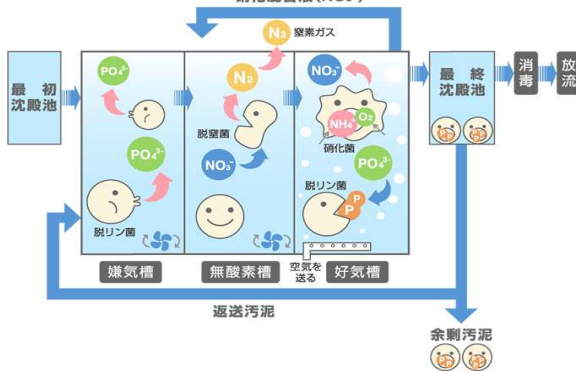 N₂
窒素ガス
最初
沈殿池
PO₄³⁻
N₂
NO₃⁻
最終
沈殿池
消毒
放流
脱窒菌
NH₄⁺
O₂
硝化菌
PO₄³⁻
NO₃⁻
PO₄³⁻
脱リン菌
脱リン菌
P
P
空気を
送る
嫌気槽
無酸素槽
好気槽
返送汚泥
余剰汚泥